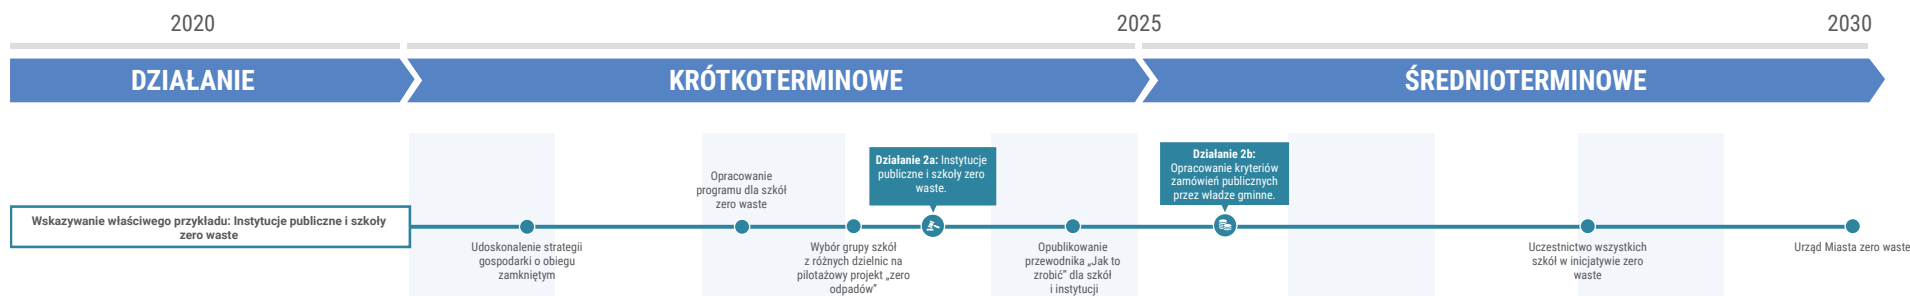 2020
2025
2030
DZIAŁANIE
KRÓTKOTERMINOWE
ŚREDNIOTERMINOWE
Wskazywanie właściwego przykładu: Instytucje publiczne i szkoły
zero waste
Udoskonalenie strategii
gospodarki o obiegu
zamkniętym
Opracowanie
programu dla szkół
zero waste
Wybór grupy szkół
z różnych dzielnic na
pilotażowy projekt „zero
odpadów”
Działanie 2a: Instytucje
publiczne i szkoły zero
waste.
Opublikowanie
przewodnika „Jak to
zrobić” dla szkół
i instytucji
Działanie 2b:
Opracowanie kryteriów
zamówień publicznych
przez władze gminne.
Uczestnictwo wszystkich
szkół w inicjatywie zero
waste
Urząd Miasta zero waste